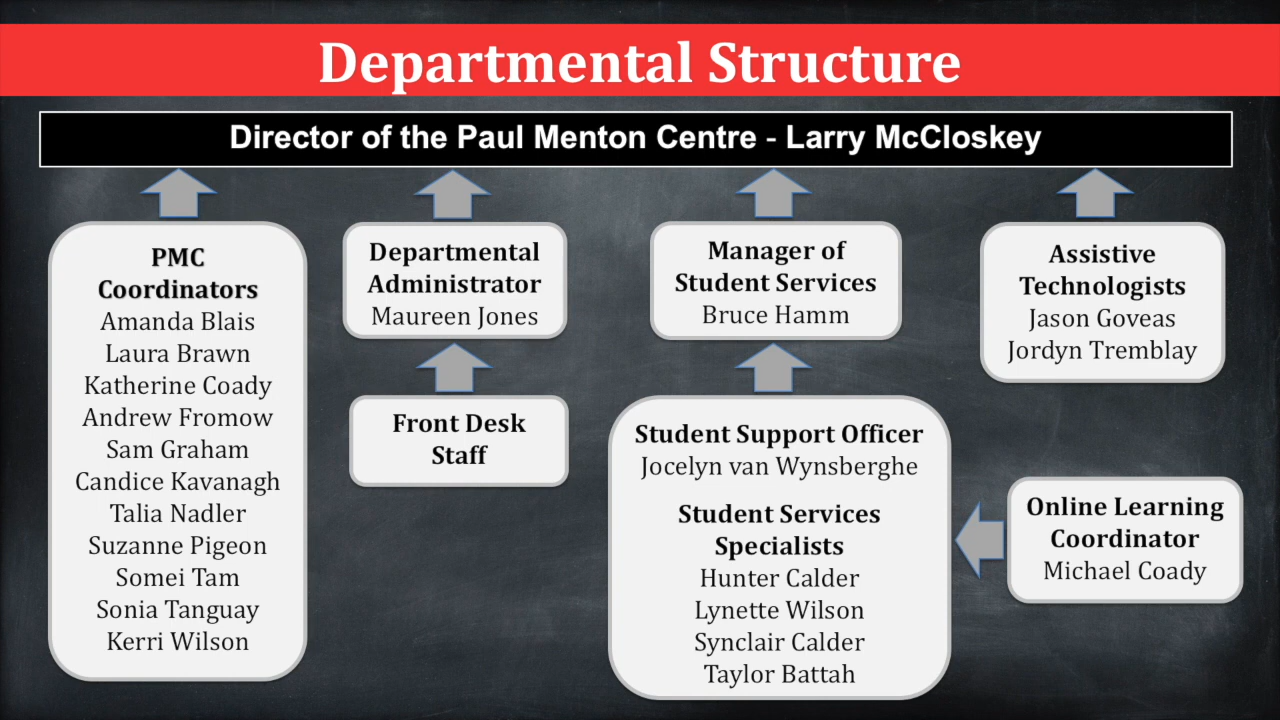 Departmental Structure
Director of the Paul Menton Centre - Larry McCloskey
PMC
Coordinators
Amanda Blais
Laura Brawn
Katherine Coady
Andrew Fromow
Sam Graham
Candice Kavanagh
Talia Nadler
Suzanne Pigeon
Somei Tam
Sonia Tanguay
Kerri Wilson
Departmental
Administrator
Maureen Jones
Front Desk
Staff
Manager of
Student Services
Bruce Hamm
Student Support Officer
Jocelyn van Wynsberghe
Student Services
Specialists
Hunter Calder
Lynette Wilson
Synclair Calder
Taylor Battah
Assistive
Technologists
Jason Goveas
Jordyn Tremblay
Online Learning
Coordinator
Michael Coady